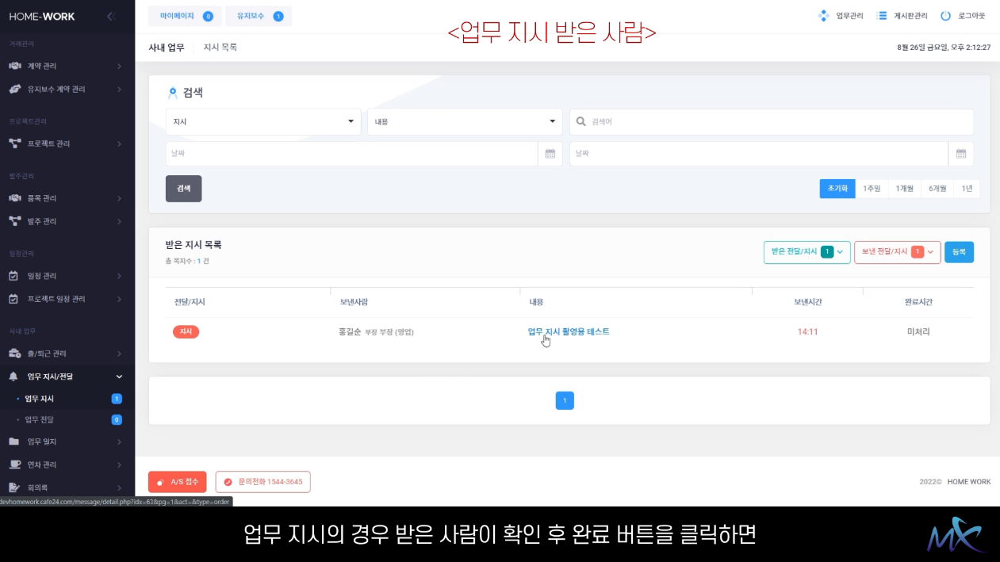 HOME-WORK
마이페이지 0
유지보수 1
<업무 지시 받은 사람>
업무관리
게시판관리
로그아웃
사내 업무
지시 목록
8월 26일 금요일, 오후 2:12:27
거래관리
계약 관리
유지보수 계약 관리
프로젝트관리
프로젝트 관리
발주관리
품목 관리
발주 관리
일정관리
일정 관리
프로젝트 일정 관리
사내 업무
출/퇴근 관리
업무 지시/전달
업무 지시 1
업무 전달 0
업무 일지
연차 관리
회의록
검색
지시
내용
검색어
날짜
날짜
검색
초기화 1주일 1개월 6개월 1년
받은 지시 목록
총 쪽지수 : 1 건
받은 전달/지시 1
보낸 전달/지시 1
등록
전달/지시 보낸사람 내용 보낸시간 완료시간
지시 홍길순 부장 부장 (영업) 업무 지시 촬영용 테스트 14:11 미처리
1
A/S 접수
문의전화 1544-3645
2022© HOME WORK
devhomework.cafe24.com/message/detail.php?idx=63&pg=1&act=&type=order
업무 지시의 경우 받은 사람이 확인 후 완료 버튼을 클릭하면
MX